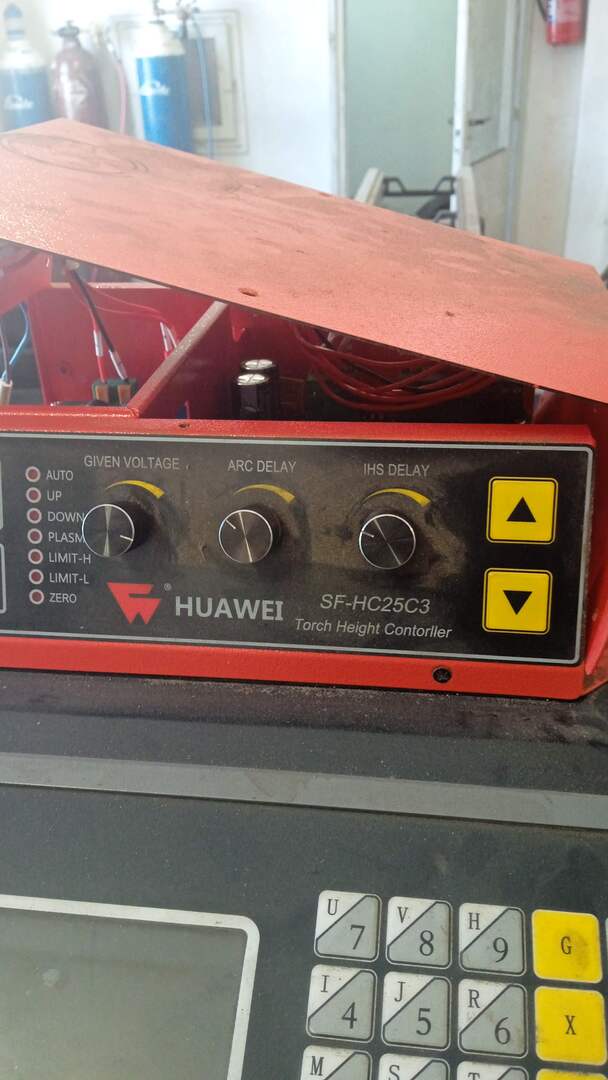 GIVEN VOLTAGE
ARC DELAY
IHS DELAY
AUTO
UP
DOWN
PLASM
LIMIT-H
LIMIT-L
ZERO
® HUAWEI
SF-HC25C3
Torch Height Contorller
U 7
V 8
H 9
G
I 4
J 5
R 6
X
M
S
T